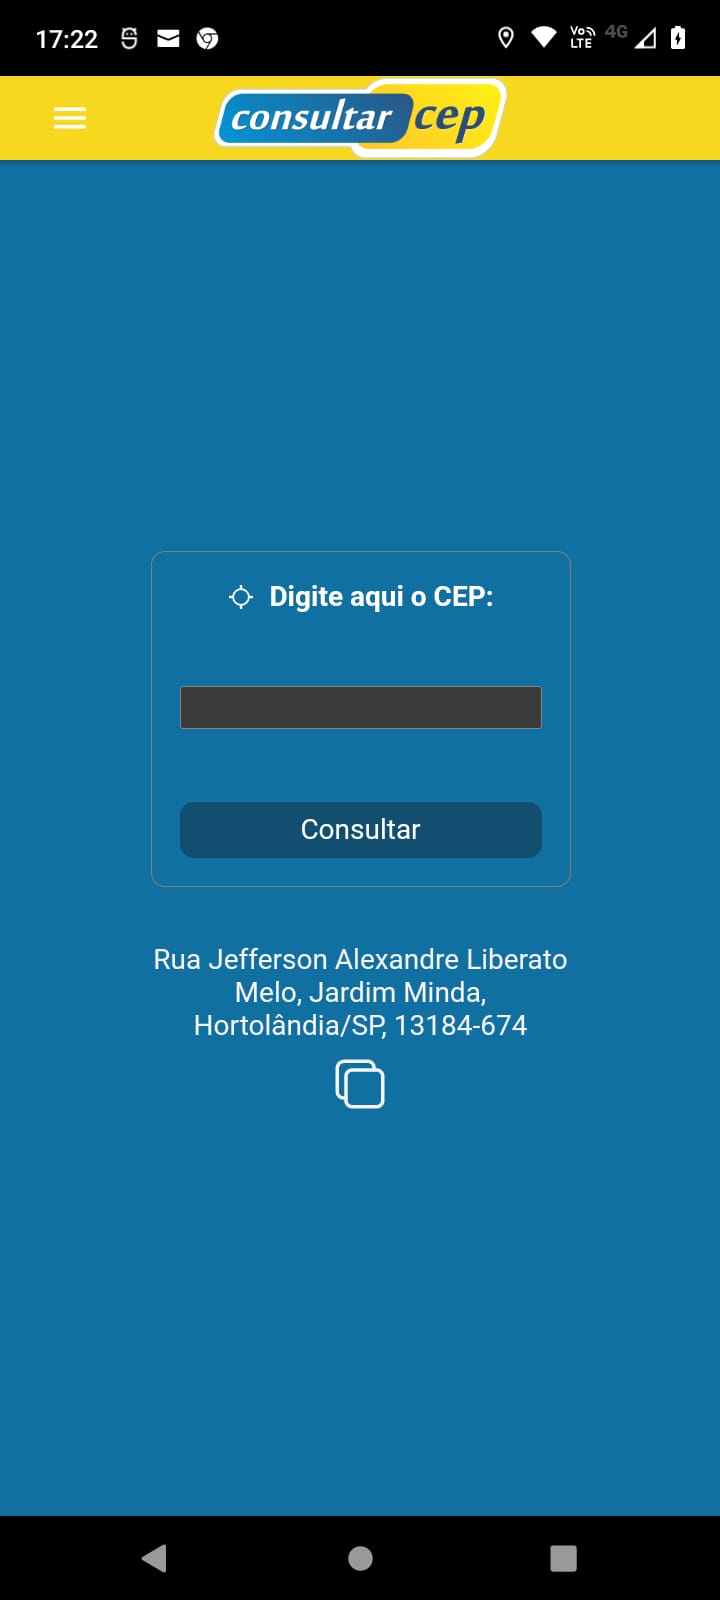 17:22
Vo)) 4G
LTE
consultar cep
Digite aqui o CEP:
Consultar
Rua Jefferson Alexandre Liberato
Melo, Jardim Minda,
Hortolândia/SP, 13184-674